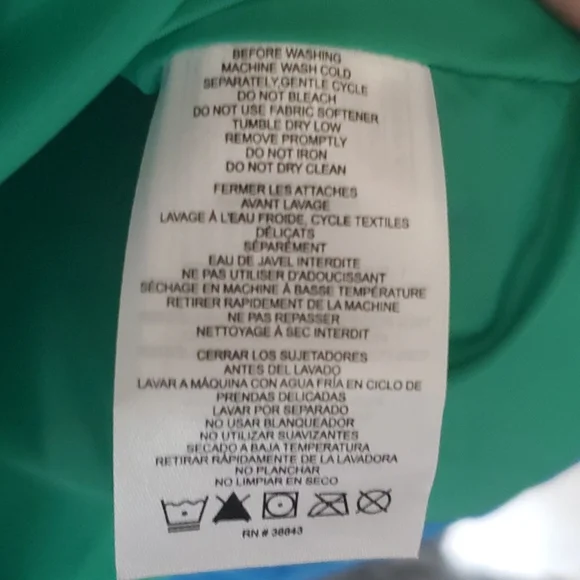 BEFORE WASHING
MACHINE WASH COLD
SEPARATELY,GENTLE CYCLE
DO NOT BLEACH
DO NOT USE FABRIC SOFTENER
TUMBLE DRY LOW
REMOVE PROMPTLY
DO NOT IRON
DO NOT DRY CLEAN
FERMER LES ATTACHES
AVANT LAVAGE
LAVAGE À L'EAU FROIDE, CYCLE TEXTILES
DÉLICATS
SÉPARÉMENT
EAU DE JAVEL INTERDITE
NE PAS UTILISER D'ADOUCISSANT
SÉCHAGE EN MACHINE À BASSE TEMPÉRATURE
RETIRER RAPIDEMENT DE LA MACHINE
NE PAS REPASSER
NETTOYAGE À SEC INTERDIT
CERRAR LOS SUJETADORES
ANTES DEL LAVADO
LAVAR A MÁQUINA CON AGUA FRÍA EN CICLO DE
PRENDAS DELICADAS
LAVAR POR SEPARADO
NO USAR BLANQUEADOR
NO UTILIZAR SUAVIZANTES
SECADO A BAJA TEMPERATURA
RETIRAR RÁPIDAMENTE DE LA LAVADORA
NO PLANCHAR
NO LIMPIAR EN SECO
RN # 36843